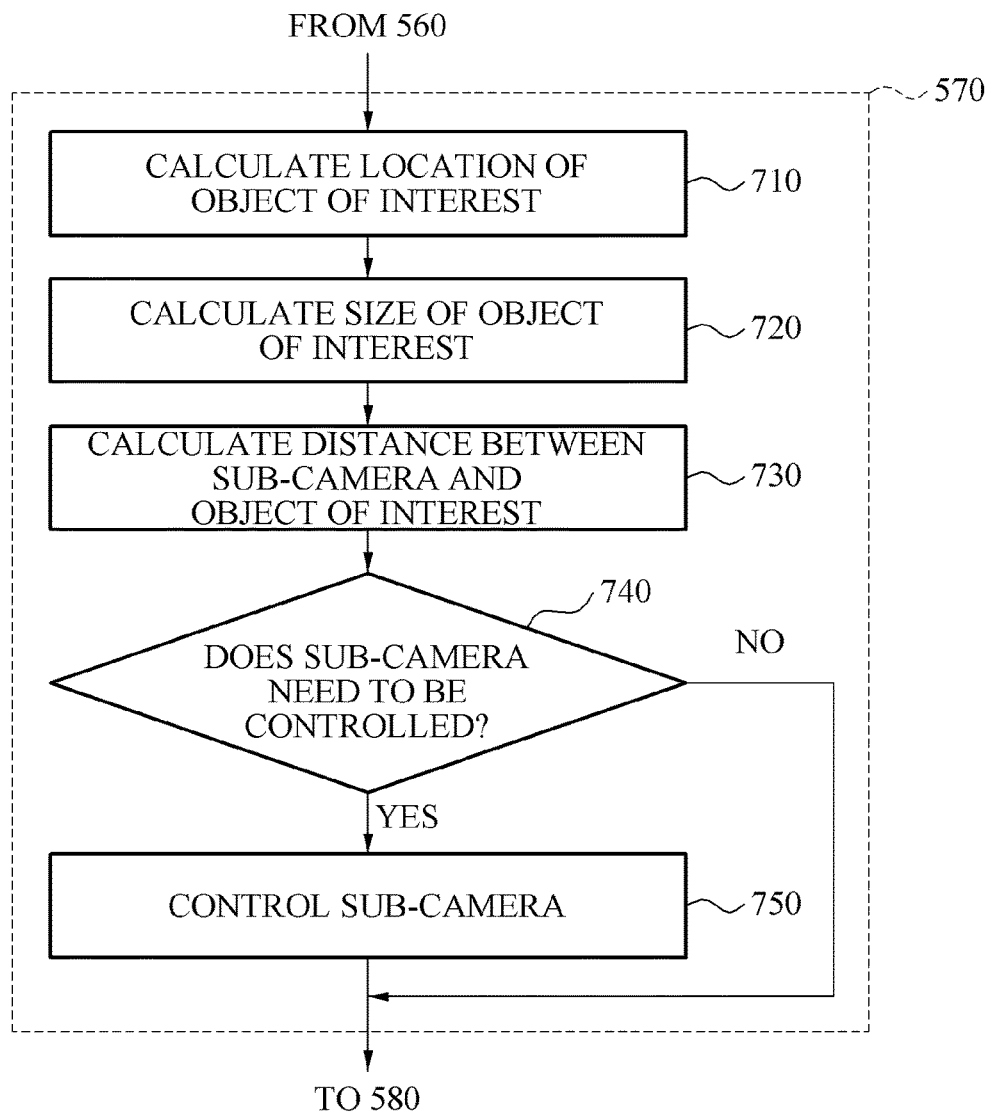 FROM 560
570
CALCULATE LOCATION OF
OBJECT OF INTEREST
710
CALCULATE SIZE OF OBJECT
OF INTEREST
720
CALCULATE DISTANCE BETWEEN
SUB-CAMERA AND
OBJECT OF INTEREST
730
740
DOES SUB-CAMERA
NEED TO BE
CONTROLLED?
NO
YES
CONTROL SUB-CAMERA
750
TO 580